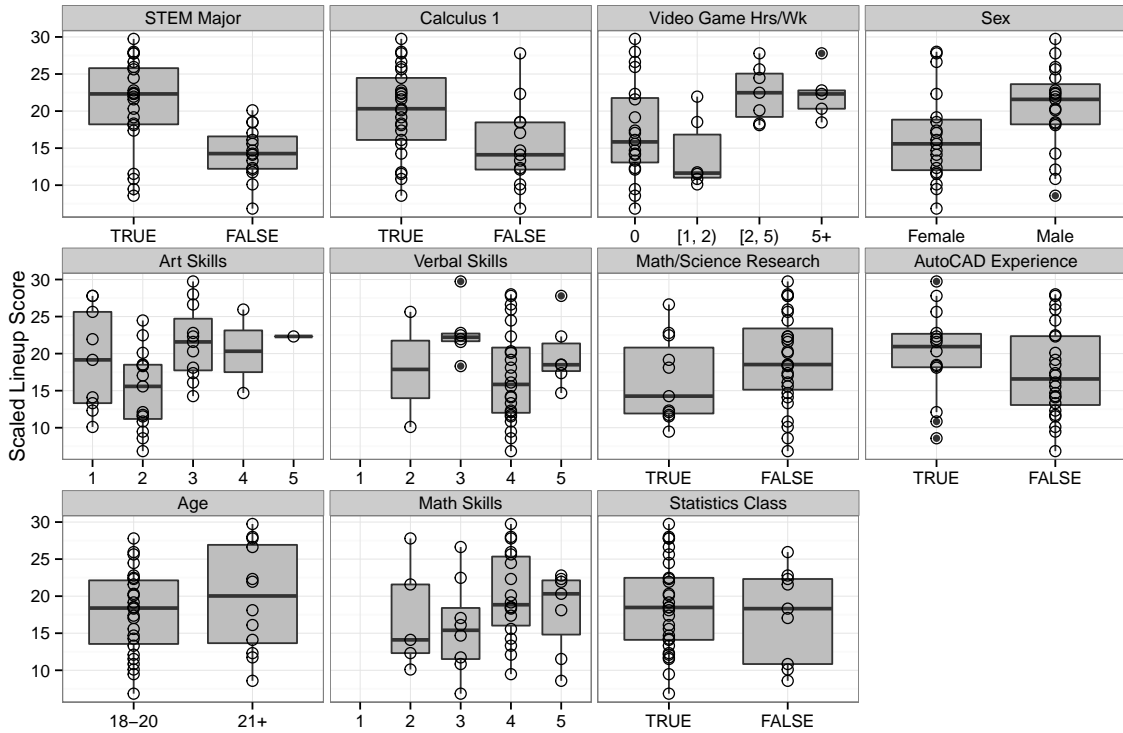 STEM Major
Calculus 1
Video Game Hrs/Wk
Sex
30
25
20
15
10
TRUE
FALSE
TRUE
FALSE
0
[1, 2)
[2, 5)
5+
Female
Male
Art Skills
Verbal Skills
Math/Science Research
AutoCAD Experience
Scaled Lineup Score
30
25
20
15
10
1
2
3
4
5
1
2
3
4
5
TRUE
FALSE
TRUE
FALSE
Age
Math Skills
Statistics Class
30
25
20
15
10
18−20
21+
1
2
3
4
5
TRUE
FALSE